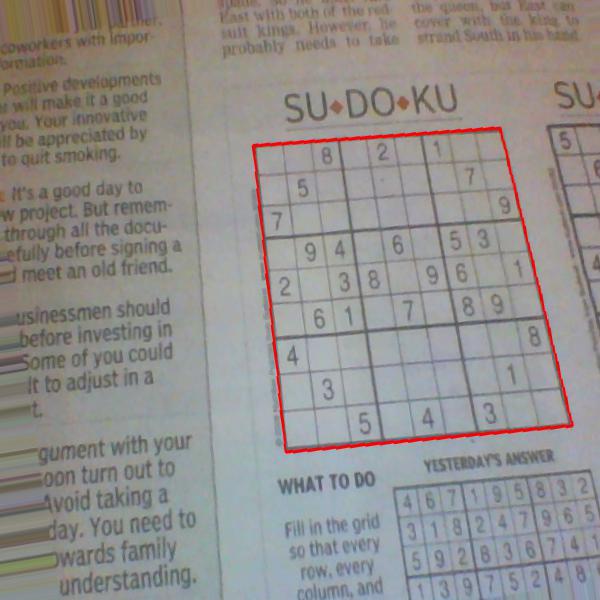 East with both of the red-
suit kings. However, he
probably needs to take
the queen, but East can
cover with the king to
strand South in his hand.
coworkers with impor-
formation.
Positive developments
will make it a good
you. Your innovative
ill be appreciated by
to quit smoking.
It's a good day to
w project. But remem-
through all the docu-
efully before signing a
meet an old friend.
usinessmen should
before investing in
Some of you could
it to adjust in a
t.
gument with your
oon turn out to
Avoid taking a
day. You need to
wards family
understanding.
SU♦DO♦KU
SU♦
8 2 1
5 7
7 9
9 4 6 5 3
2 3 8 9 6 1
6 1 7 8 9
4 8
3 1
5 4 3
5
WHAT TO DO
Fill in the grid
so that every
row, every
column, and
YESTERDAY'S ANSWER
4 6 7 1 9 5 8 3 2
3 1 8 2 4 7 9 6 5
5 9 2 8 3 6 7 4 1
1 3 9 7 5 2 4 8